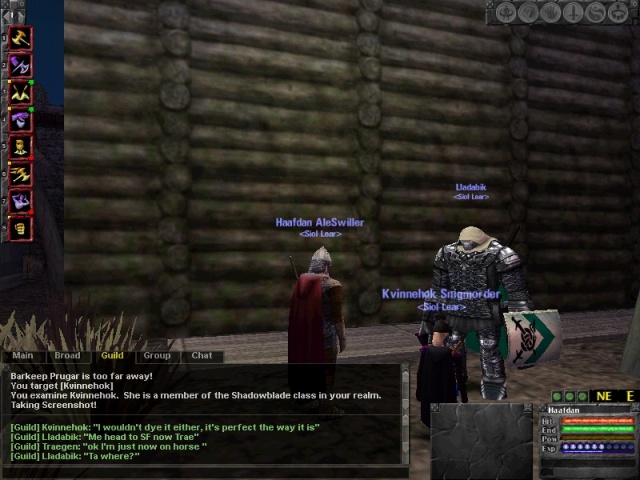 Lladabik
<Siol Lear>
Haafdan AleSwiller
<Siol Lear>
Kvinnehok Smigmorder
<Siol Lear>
Main Broad Guild Group Chat
Barkeep Prugar is too far away!
You target [Kvinnehok]
You examine Kvinnehok. She is a member of the Shadowblade class in your realm.
Taking Screenshot!
[Guild] Kvinnehok: "I wouldn't dye it either, it's perfect the way it is"
[Guild] Lladabik: "Me head to SF now Trae"
[Guild] Traegen: "ok I'm just now on horse "
[Guild] Lladabik: "Ta where?"
NE E
Haafdan
Hit
End
Pow
Exp